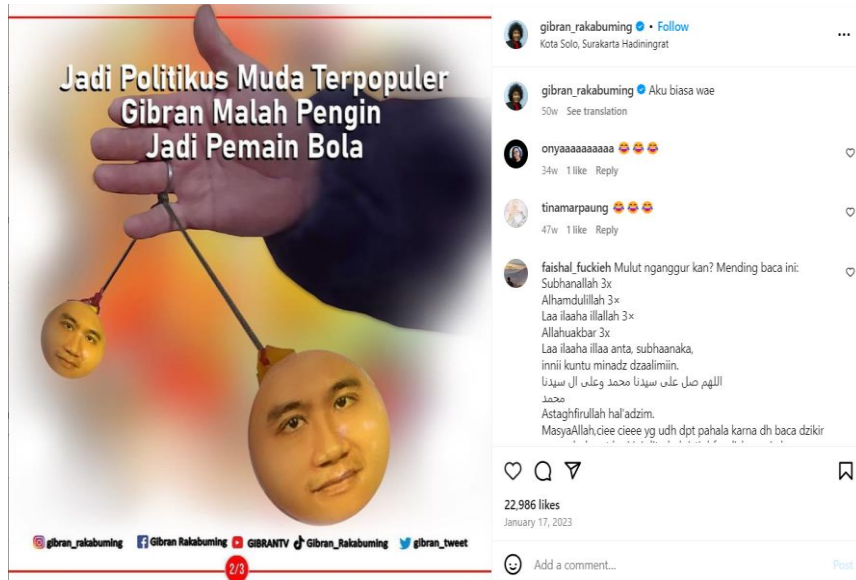 Jadi Politikus Muda Terpopuler
Gibran Malah Pengin
Jadi Pemain Bola
gibran_rakabuming Gibran Rakabuming GIBRANTV Gibran_Rakabuming gibran_tweet
2/3
gibran_rakabuming • Follow
Kota Solo, Surakarta Hadiningrat
gibran_rakabuming Aku biasa wae
50w See translation
onyaaaaaaaaaa 😂😂😂
34w 1 like Reply
tinamarpaung 😂😂😂
47w 1 like Reply
faishal_fuckieh Mulut nganggur kan? Mending baca ini:
Subhanallah 3x
Alhamdulillah 3×
Laa ilaaha illallah 3×
Allahuakbar 3x
Laa ilaaha illaa anta, subhaanaka,
innii kuntu minadz dzaalimiin.
اللهم صل على سيدنا محمد وعلى ال سيدنا
محمد
Astaghfirullah hal'adzim.
MasyaAllah,ciee cieee yg udh dpt pahala karna dh baca dzikir
22,986 likes
January 17, 2023
Add a comment... Post